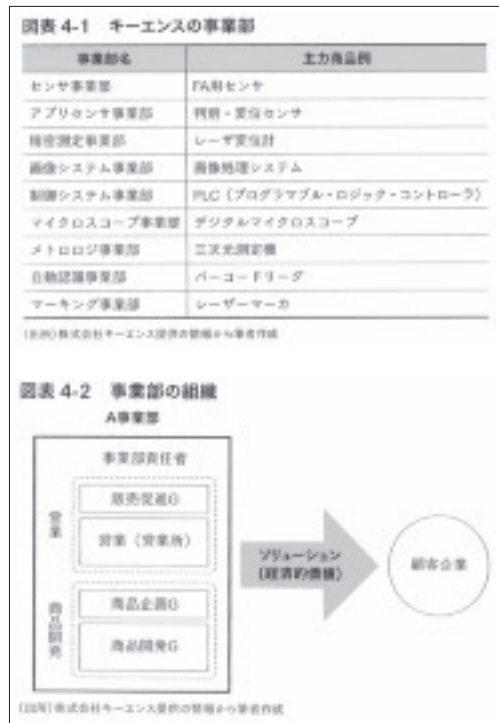 図表 4-1　キーエンスの事業部
事業部名　主力商品例
センサ事業部　FA用センサ
アプリセンサ事業部　判別・変位センサ
精密測定事業部　レーザ変位計
画像システム事業部　画像処理システム
制御システム事業部　PLC（プログラマブル・ロジック・コントローラ）
マイクロスコープ事業部　デジタルマイクロスコープ
メトロロジ事業部　三次元測定機
自動認識事業部　バーコードリーダ
マーキング事業部　レーザーマーカ
（出所）株式会社キーエンス提供の情報から筆者作成
図表 4-2　事業部の組織
A事業部
事業部責任者
営業
販売促進G
営業（営業所）
商品開発
商品企画G
商品開発G
ソリューション
（経済的価値）
顧客企業
（出所）株式会社キーエンス提供の情報から筆者作成